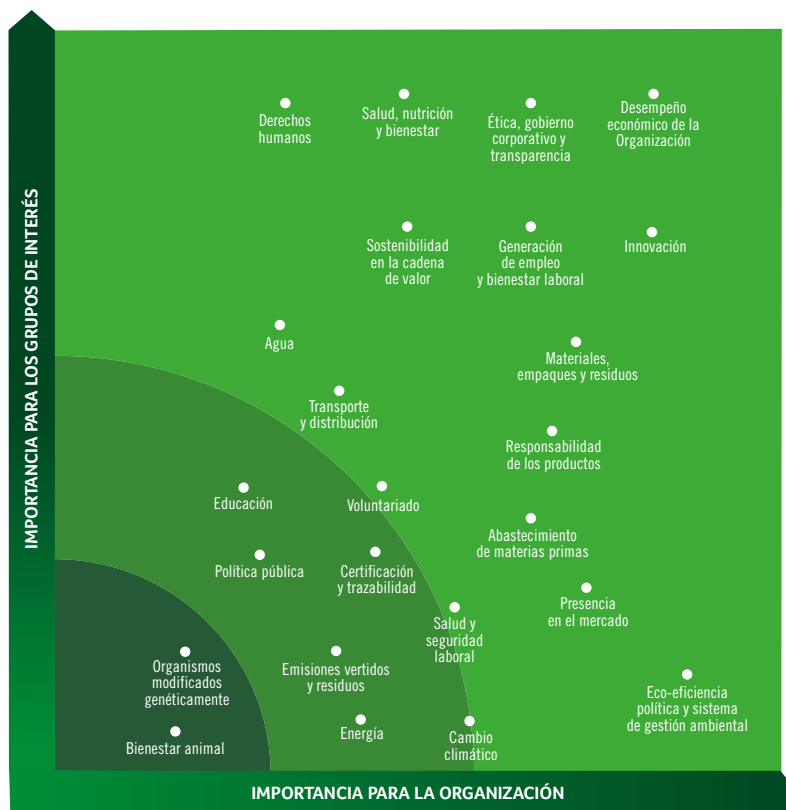 IMPORTANCIA PARA LOS GRUPOS DE INTERÉS
Derechos
humanos
Salud, nutrición
y bienestar
Ética, gobierno
corporativo y
transparencia
Desempeño
económico de la
Organización
Sostenibilidad
en la cadena
de valor
Generación
de empleo
y bienestar laboral
Innovación
Agua
Materiales,
empaques y residuos
Transporte
y distribución
Responsabilidad
de los productos
Educación
Voluntariado
Abastecimiento
de materias primas
Política pública
Certificación
y trazabilidad
Presencia
en el mercado
Salud y
seguridad
laboral
Organismos
modificados
genéticamente
Emisiones vertidos
y residuos
Eco-eficiencia
política y sistema
de gestión ambiental
Bienestar animal
Energía
Cambio
climático
IMPORTANCIA PARA LA ORGANIZACIÓN